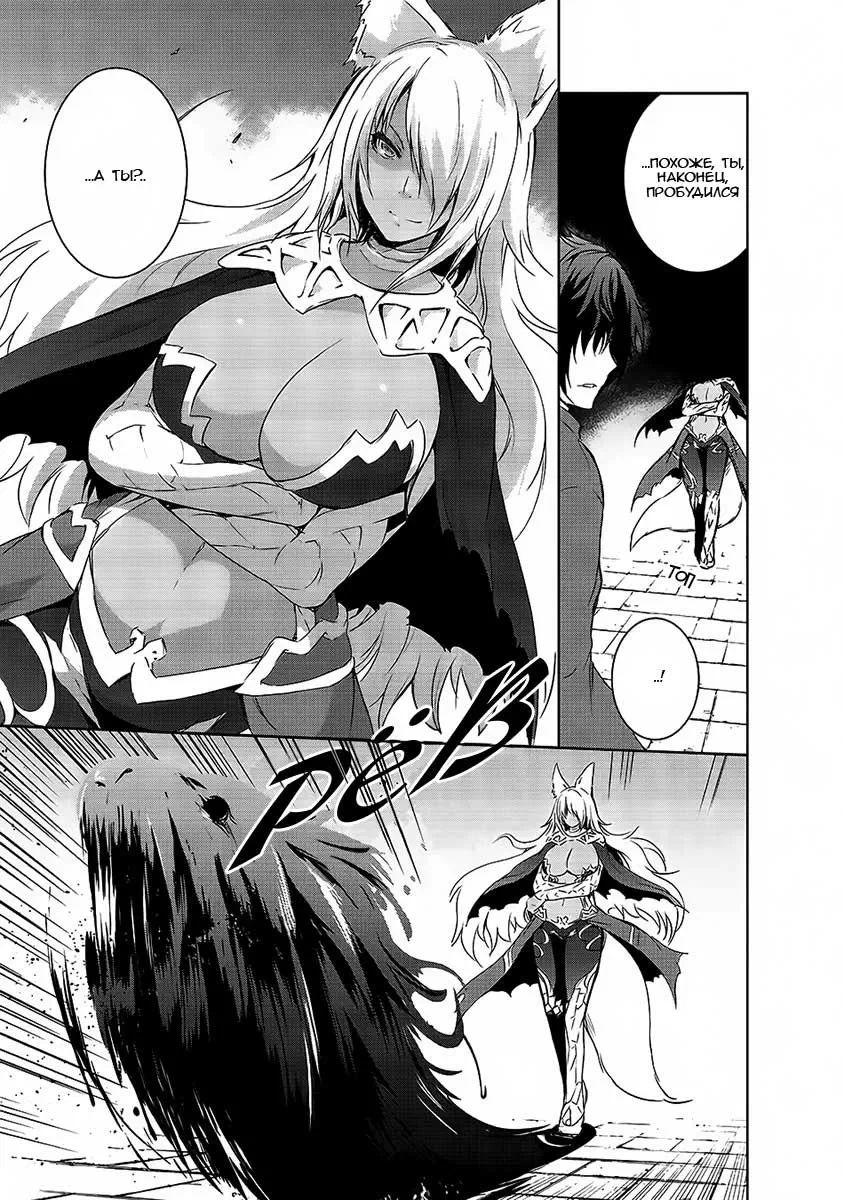 ...ПОХОЖЕ, ТЫ,
НАКОНЕЦ,
ПРОБУДИЛСЯ
ТОП
..!
...А ТЫ?..
РЁВ